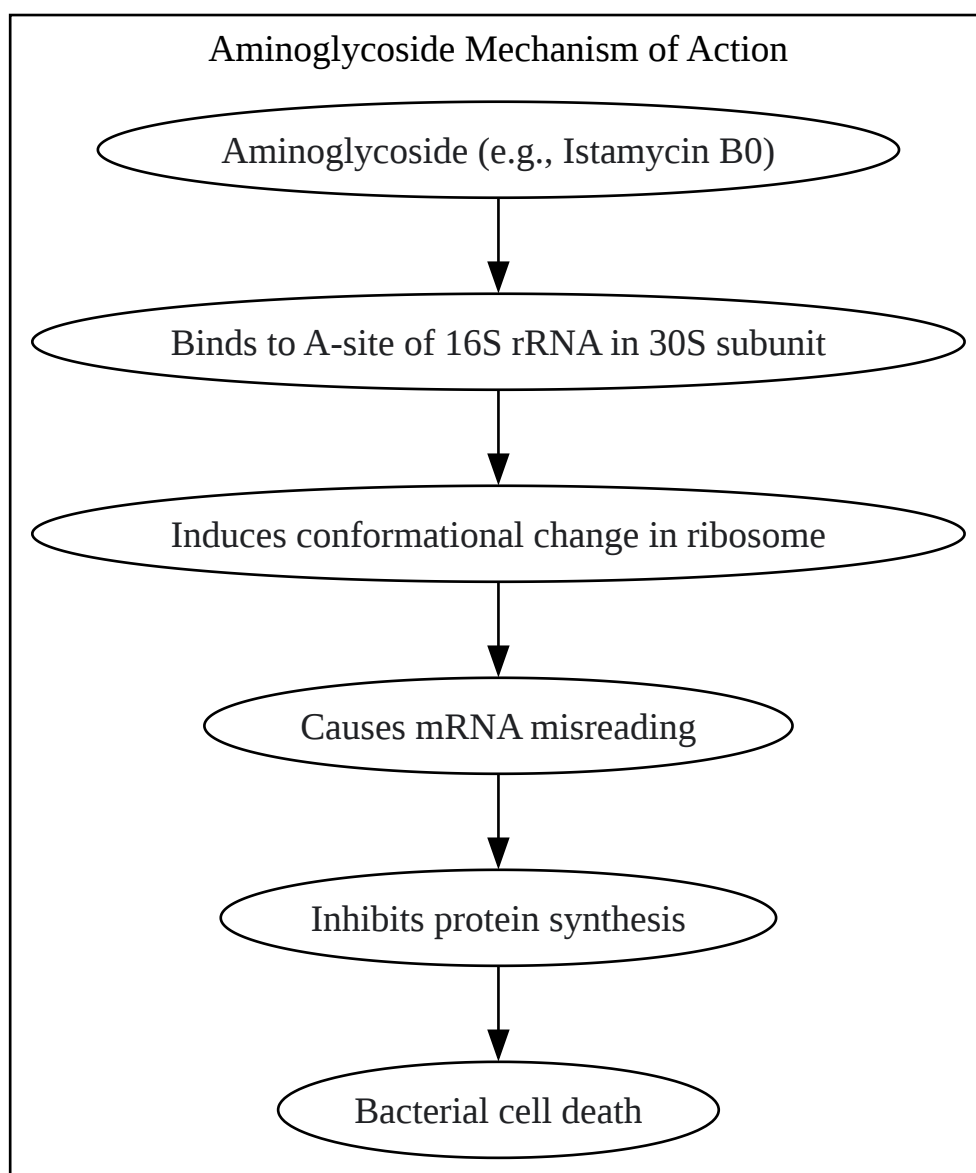 Aminoglycoside Mechanism of Action
Aminoglycoside (e.g., Istamycin B0)
Binds to A-site of 16S rRNA in 30S subunit
Induces conformational change in ribosome
Causes mRNA misreading
Inhibits protein synthesis
Bacterial cell death